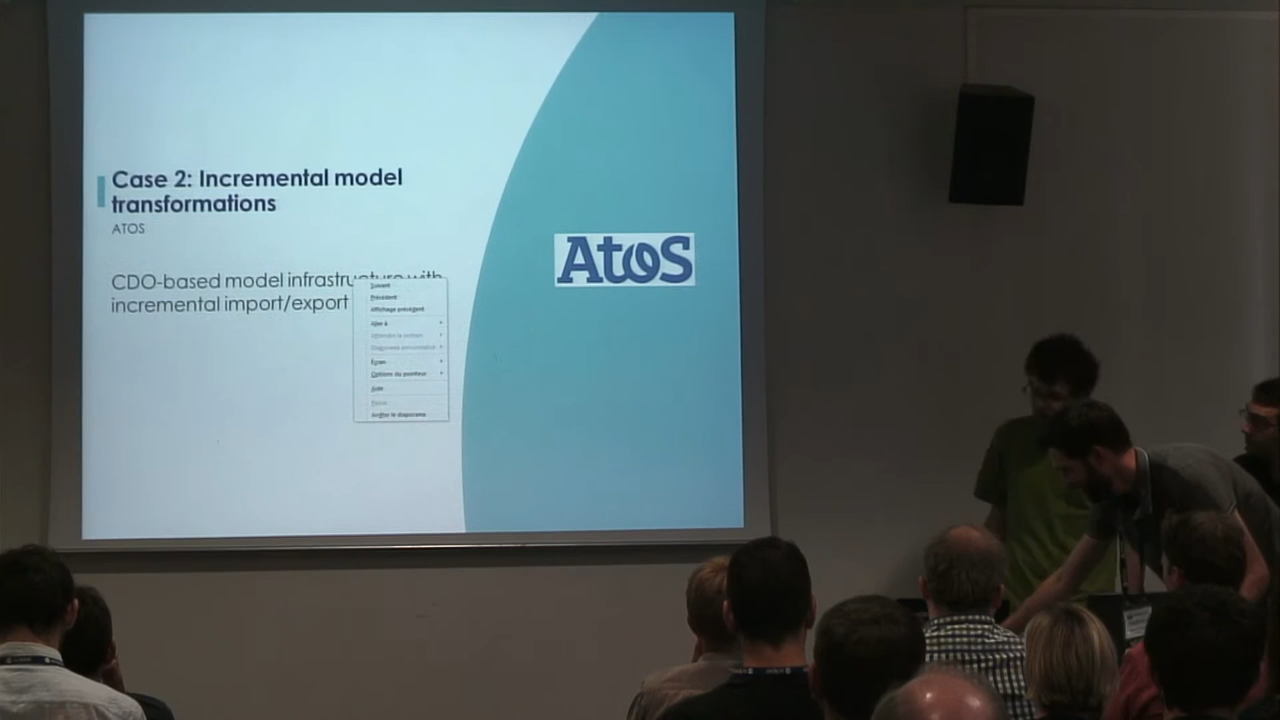 Case 2: Incremental model
transformations
ATOS
CDO-based model infrastructure with
incremental import/export
Suivant
Précédent
Affichage précédent
Aller à
Écran
Options du pointeur
Aide
Pause
Arrêter le diaporama
Atos